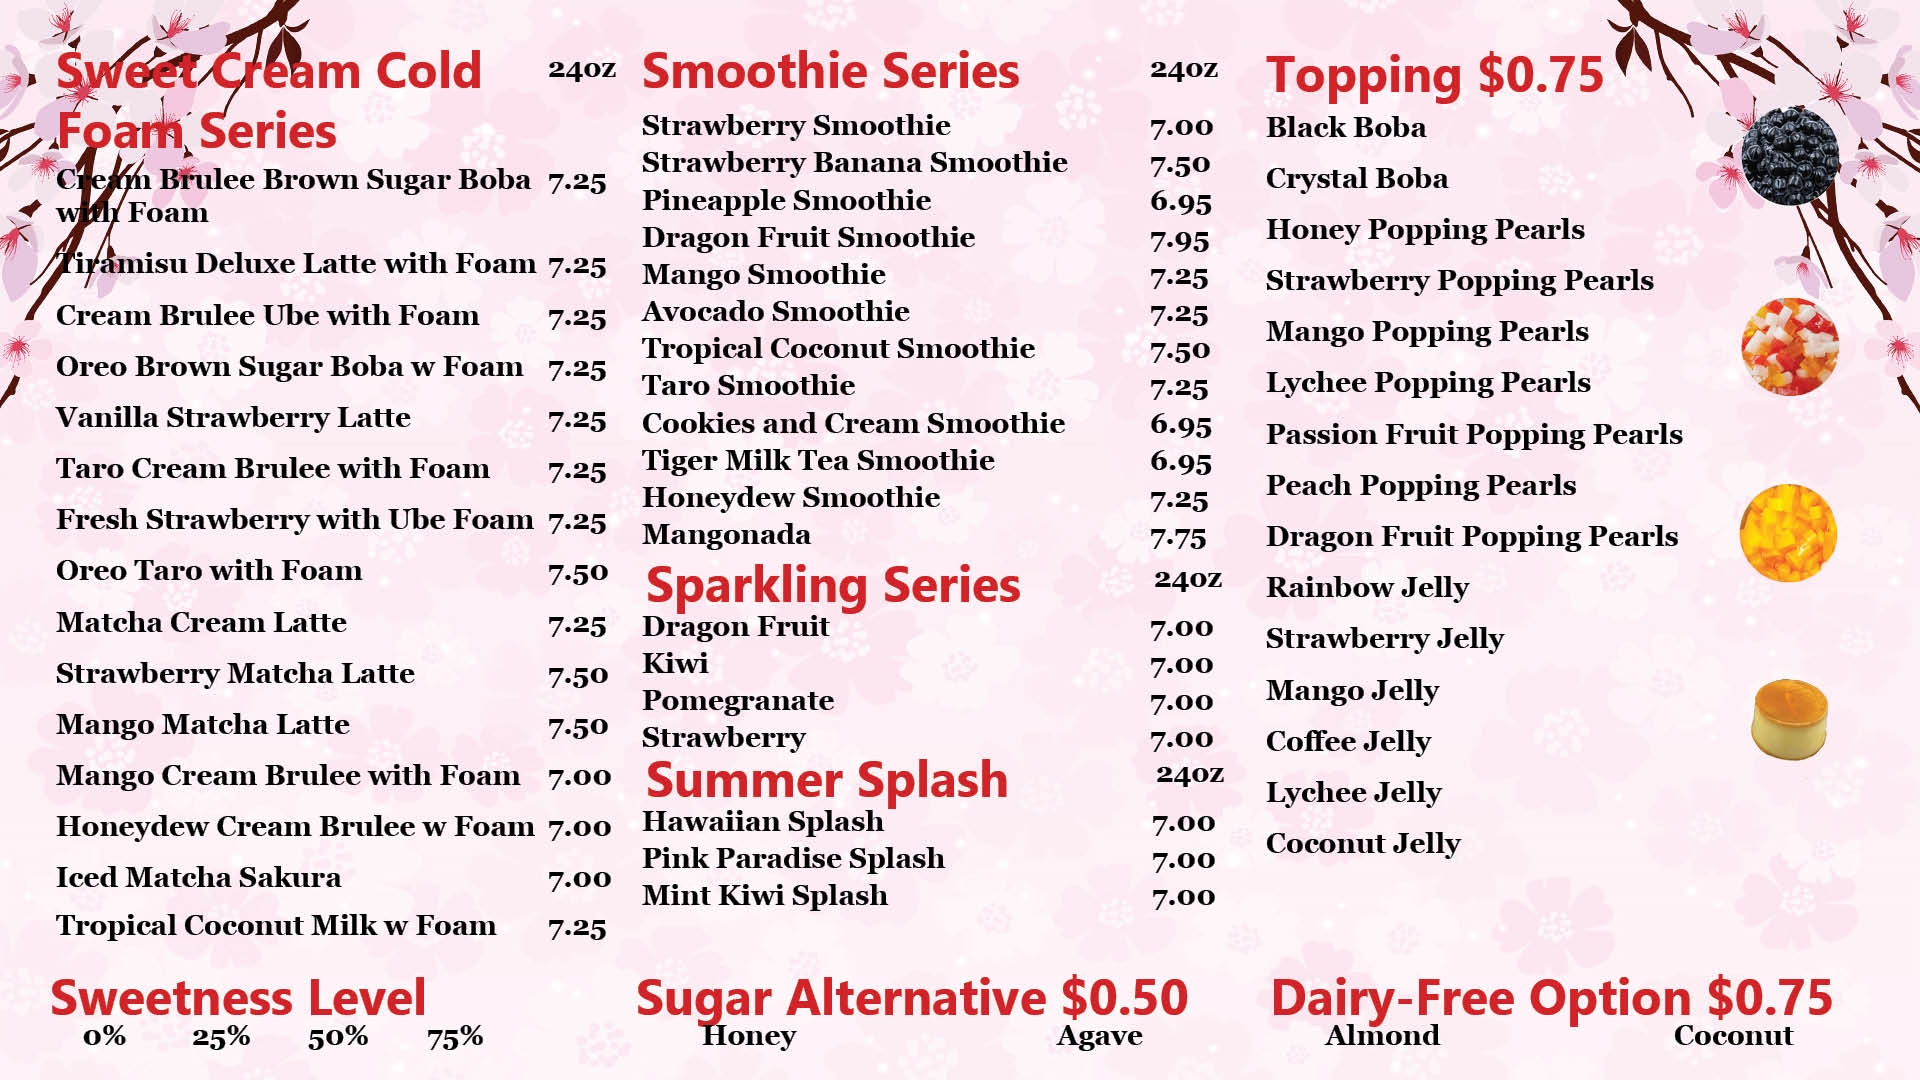 Sweet Cream Cold 24oz
Foam Series
Cream Brulee Brown Sugar Boba 7.25
with Foam
Tiramisu Deluxe Latte with Foam 7.25
Cream Brulee Ube with Foam 7.25
Oreo Brown Sugar Boba w Foam 7.25
Vanilla Strawberry Latte 7.25
Taro Cream Brulee with Foam 7.25
Fresh Strawberry with Ube Foam 7.25
Oreo Taro with Foam 7.50
Matcha Cream Latte 7.25
Strawberry Matcha Latte 7.50
Mango Matcha Latte 7.50
Mango Cream Brulee with Foam 7.00
Honeydew Cream Brulee w Foam 7.00
Iced Matcha Sakura 7.00
Tropical Coconut Milk w Foam 7.25
Smoothie Series 24oz
Strawberry Smoothie 7.00
Strawberry Banana Smoothie 7.50
Pineapple Smoothie 6.95
Dragon Fruit Smoothie 7.95
Mango Smoothie 7.25
Avocado Smoothie 7.25
Tropical Coconut Smoothie 7.50
Taro Smoothie 7.25
Cookies and Cream Smoothie 6.95
Tiger Milk Tea Smoothie 6.95
Honeydew Smoothie 7.25
Mangonada 7.75
Sparkling Series 24oz
Dragon Fruit 7.00
Kiwi 7.00
Pomegranate 7.00
Strawberry 7.00
Summer Splash 24oz
Hawaiian Splash 7.00
Pink Paradise Splash 7.00
Mint Kiwi Splash 7.00
Topping $0.75
Black Boba
Crystal Boba
Honey Popping Pearls
Strawberry Popping Pearls
Mango Popping Pearls
Lychee Popping Pearls
Passion Fruit Popping Pearls
Peach Popping Pearls
Dragon Fruit Popping Pearls
Rainbow Jelly
Strawberry Jelly
Mango Jelly
Coffee Jelly
Lychee Jelly
Coconut Jelly
Sweetness Level
0% 25% 50% 75%
Sugar Alternative $0.50
Honey Agave
Dairy-Free Option $0.75
Almond Coconut